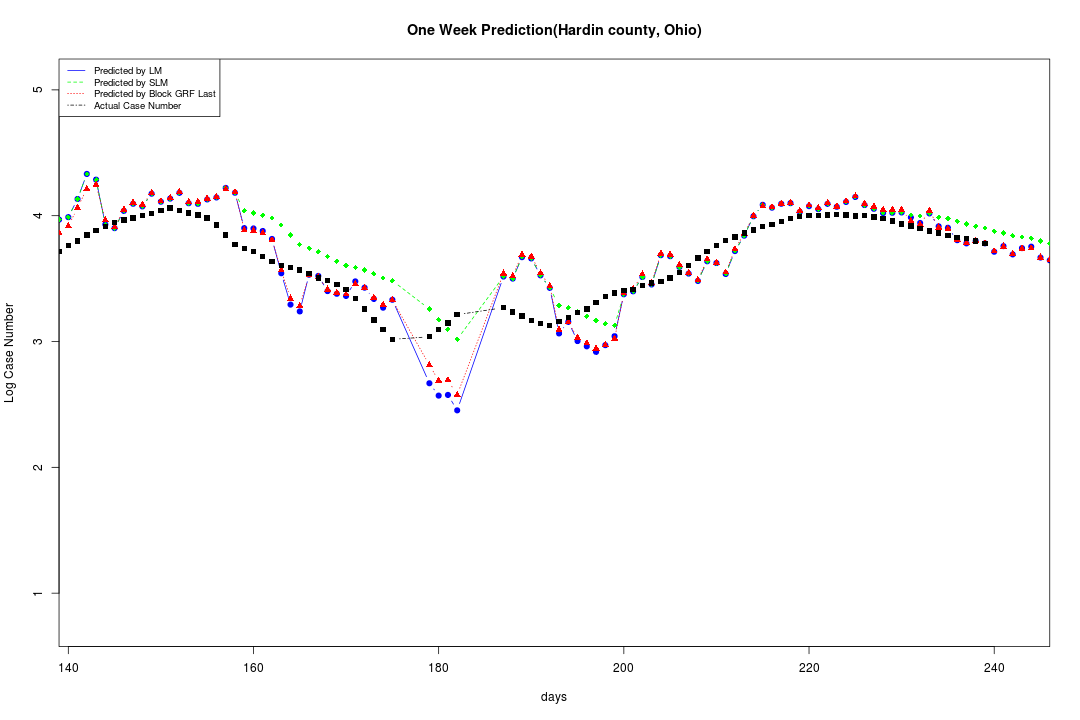 One Week Prediction(Hardin county, Ohio)
Predicted by LM
Predicted by SLM
Predicted by Block GRF Last
Actual Case Number
Log Case Number
5
4
3
2
1
140 160 180 200 220 240
days